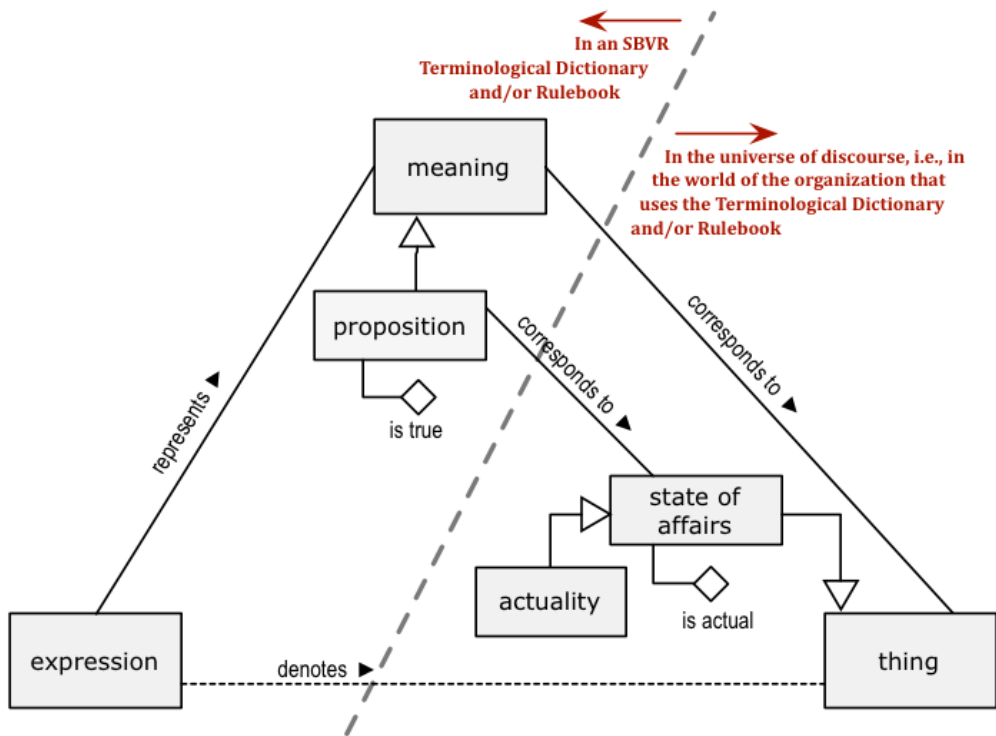 In an SBVR
Terminological Dictionary
and/or Rulebook
meaning
In the universe of discourse, i.e., in
the world of the organization that
uses the Terminological Dictionary
and/or Rulebook
proposition
corresponds to ▶
corresponds to ▶
represents ▶
is true
state of
affairs
actuality
is actual
expression
denotes ▶
thing